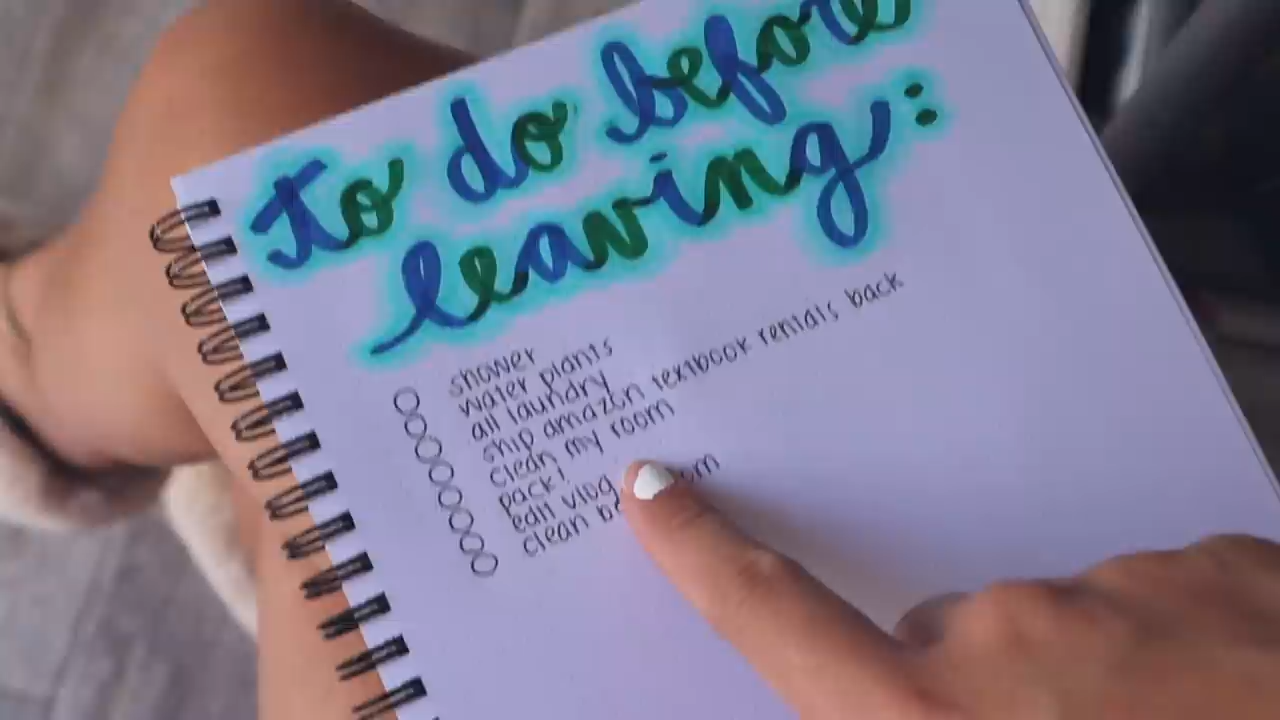 To do before
leaving:
shower
water plants
all laundry
ship amazon textbook rentals back
clean my room
pack!
edit vlog
clean